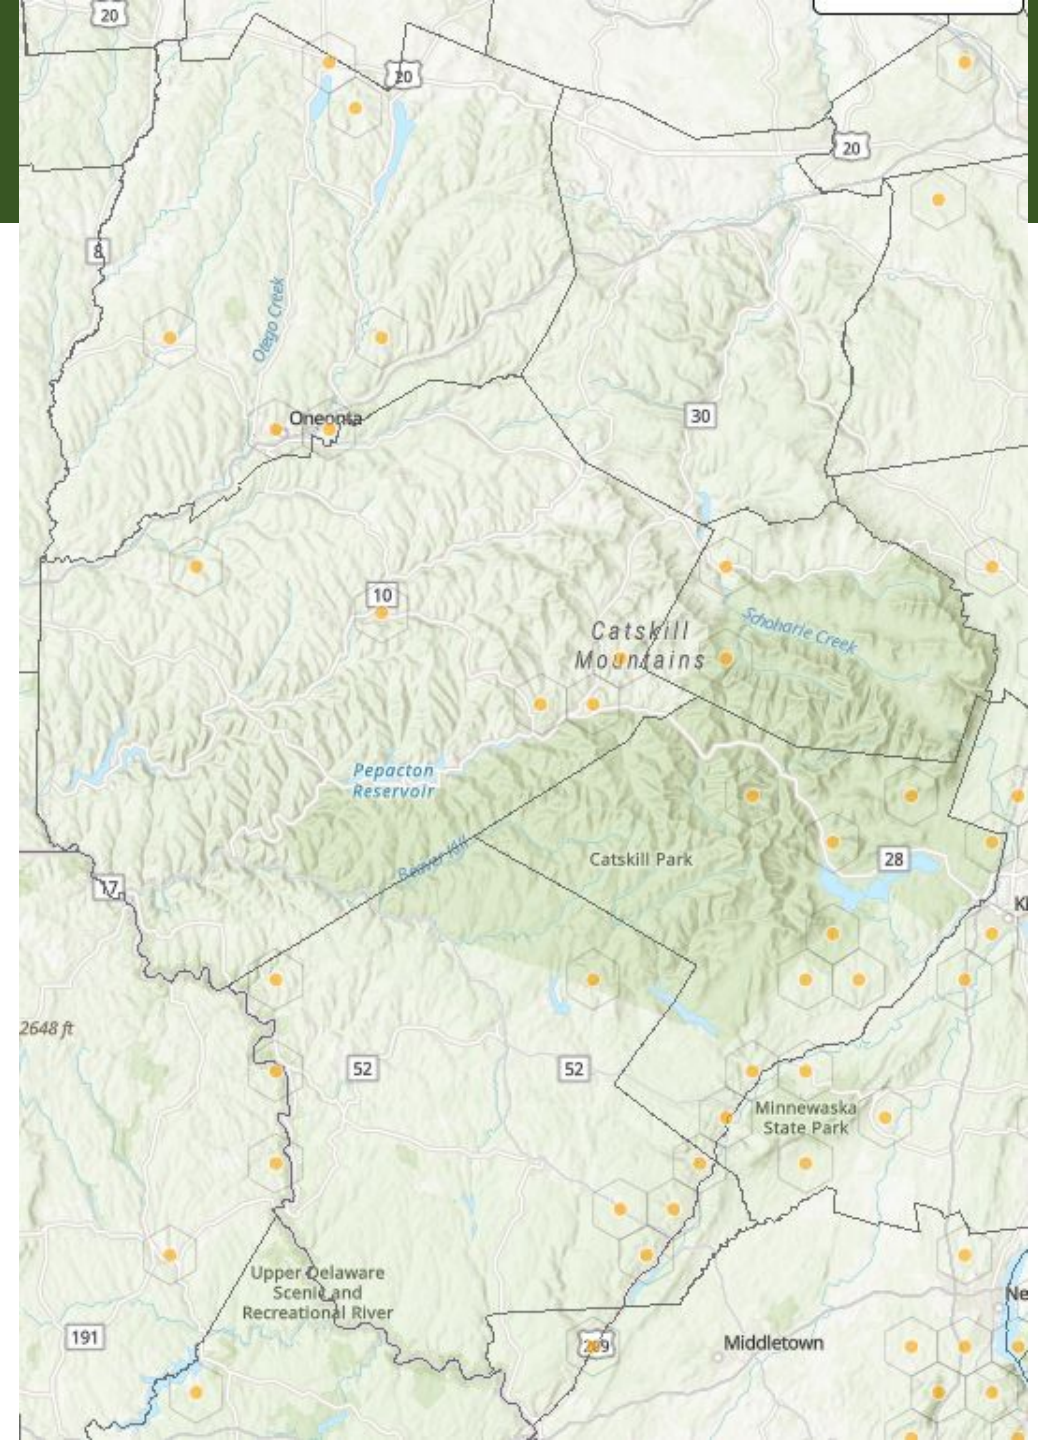 20
20
20
8
Otego Creek
Oneonta
30
10
Catskill
Mountains
Schoharie Creek
Pepacton
Reservoir
Beaver Kill
Catskill Park
28
17
2648 ft
52
52
Minnewaska
State Park
Upper Delaware
Scenic and
Recreational River
191
209
Middletown